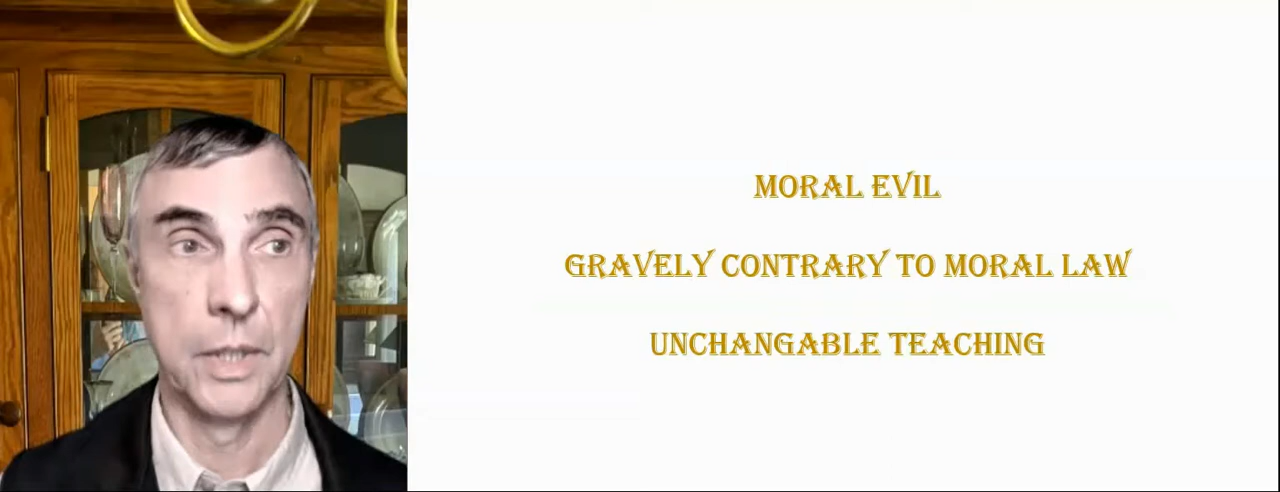 MORAL EVIL
GRAVELY CONTRARY TO MORAL LAW
UNCHANGABLE TEACHING